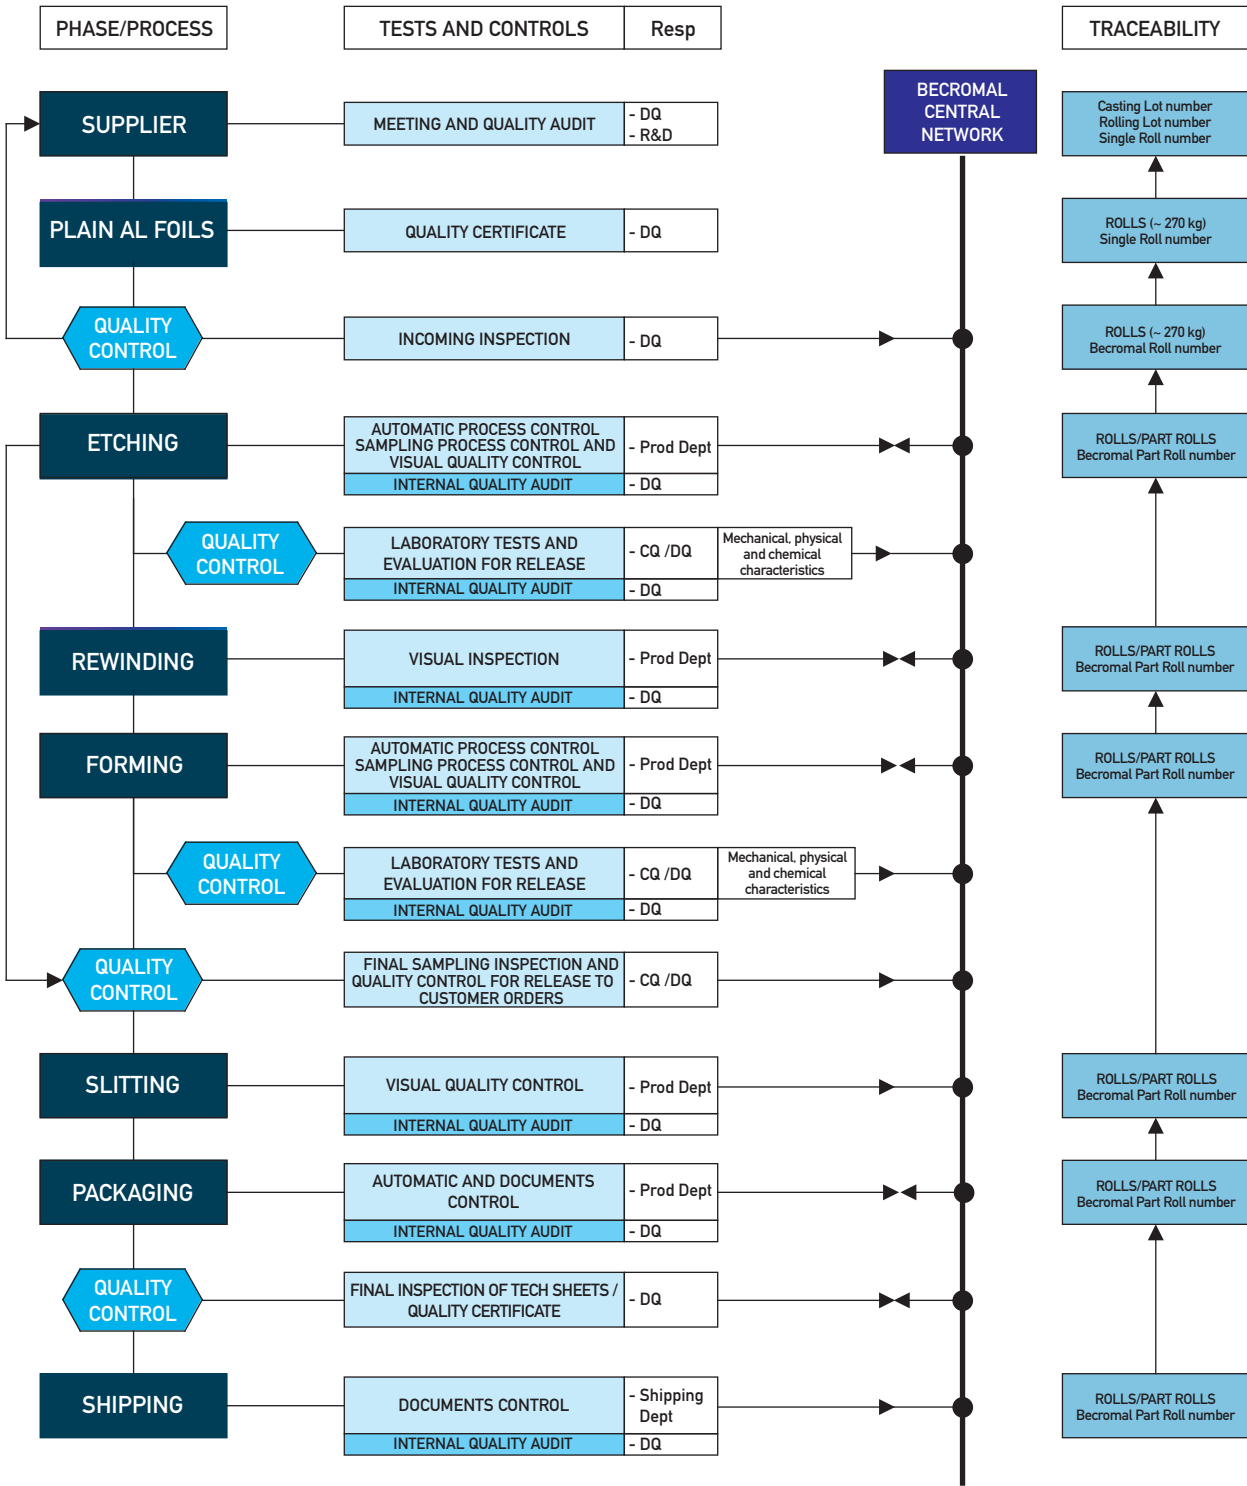 PHASE/PROCESS
TESTS AND CONTROLS
Resp
TRACEABILITY
BECROMAL
CENTRAL
NETWORK
SUPPLIER
MEETING AND QUALITY AUDIT
- DQ
- R&D
Casting Lot number
Rolling Lot number
Single Roll number
PLAIN AL FOILS
QUALITY CERTIFICATE
- DQ
ROLLS (~ 270 kg)
Single Roll number
QUALITY
CONTROL
INCOMING INSPECTION
- DQ
ROLLS (~ 270 kg)
Becromal Roll number
ETCHING
AUTOMATIC PROCESS CONTROL
SAMPLING PROCESS CONTROL AND
VISUAL QUALITY CONTROL
- Prod Dept
INTERNAL QUALITY AUDIT
- DQ
ROLLS/PART ROLLS
Becromal Part Roll number
QUALITY
CONTROL
LABORATORY TESTS AND
EVALUATION FOR RELEASE
- CQ /DQ
Mechanical, physical
and chemical
characteristics
INTERNAL QUALITY AUDIT
- DQ
REWINDING
VISUAL INSPECTION
- Prod Dept
INTERNAL QUALITY AUDIT
- DQ
ROLLS/PART ROLLS
Becromal Part Roll number
FORMING
AUTOMATIC PROCESS CONTROL
SAMPLING PROCESS CONTROL AND
VISUAL QUALITY CONTROL
- Prod Dept
INTERNAL QUALITY AUDIT
- DQ
ROLLS/PART ROLLS
Becromal Part Roll number
QUALITY
CONTROL
LABORATORY TESTS AND
EVALUATION FOR RELEASE
- CQ /DQ
Mechanical, physical
and chemical
characteristics
INTERNAL QUALITY AUDIT
- DQ
QUALITY
CONTROL
FINAL SAMPLING INSPECTION AND
QUALITY CONTROL FOR RELEASE TO
CUSTOMER ORDERS
- CQ /DQ
SLITTING
VISUAL QUALITY CONTROL
- Prod Dept
INTERNAL QUALITY AUDIT
- DQ
ROLLS/PART ROLLS
Becromal Part Roll number
PACKAGING
AUTOMATIC AND DOCUMENTS
CONTROL
- Prod Dept
INTERNAL QUALITY AUDIT
- DQ
ROLLS/PART ROLLS
Becromal Part Roll number
QUALITY
CONTROL
FINAL INSPECTION OF TECH SHEETS /
QUALITY CERTIFICATE
- DQ
SHIPPING
DOCUMENTS CONTROL
- Shipping
Dept
INTERNAL QUALITY AUDIT
- DQ
ROLLS/PART ROLLS
Becromal Part Roll number